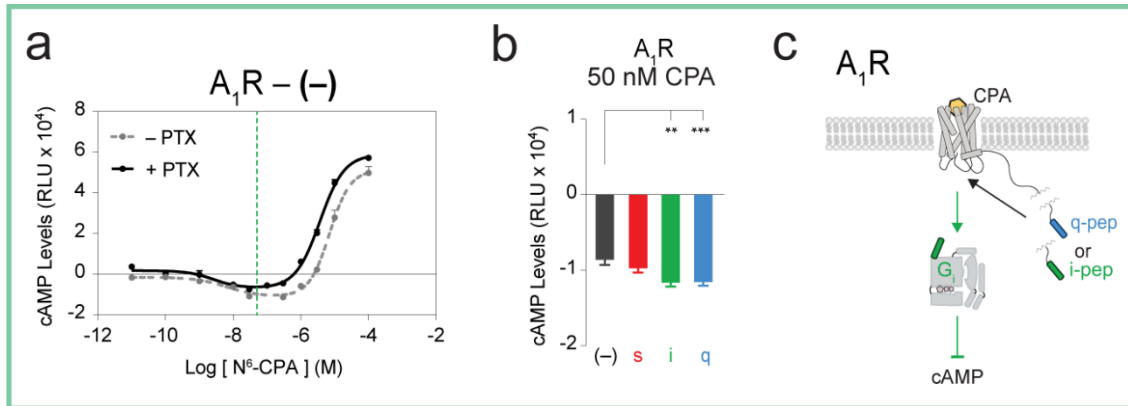 a
A₁R – (–)
cAMP Levels (RLU x 10⁴)
8
6
4
2
0
-2
– PTX
+ PTX
-12
-10
-8
-6
-4
-2
Log [ N⁶-CPA ] (M)
b
A₁R
50 nM CPA
** ***
cAMP Levels (RLU x 10⁴)
1
0
-1
-2
(–) s i q
c
A₁R
CPA
q-pep
or
i-pep
Gᵢ
cAMP